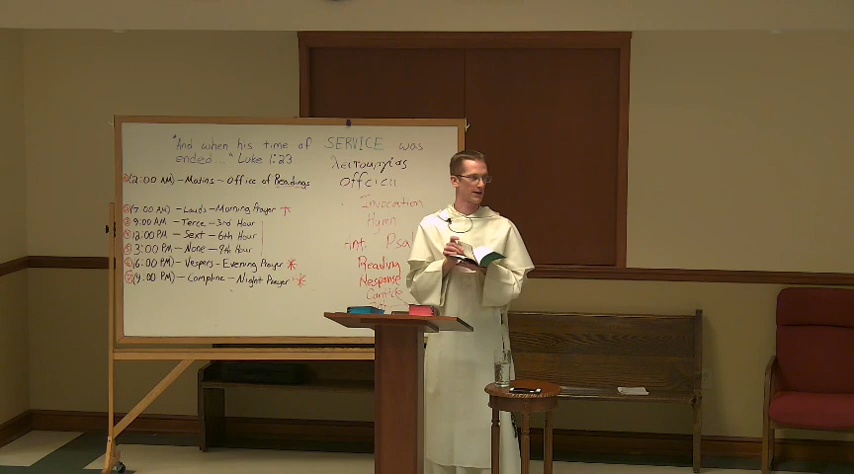 "And when his time of SERVICE was
ended..." Luke 1:23
λειτουργίας
(2:00 AM) - Matins - Office of Readings
(7:00 AM) - Lauds - Morning Prayer
9:00 AM - Terce - 3rd Hour
12:00 PM - Sext - 6th Hour
3:00 PM - None - 9th Hour
(6:00 PM) - Vespers - Evening Prayer *
(9:00 PM) - Compline - Night Prayer *
Invocation
Hymn
Psa
Reading
Response